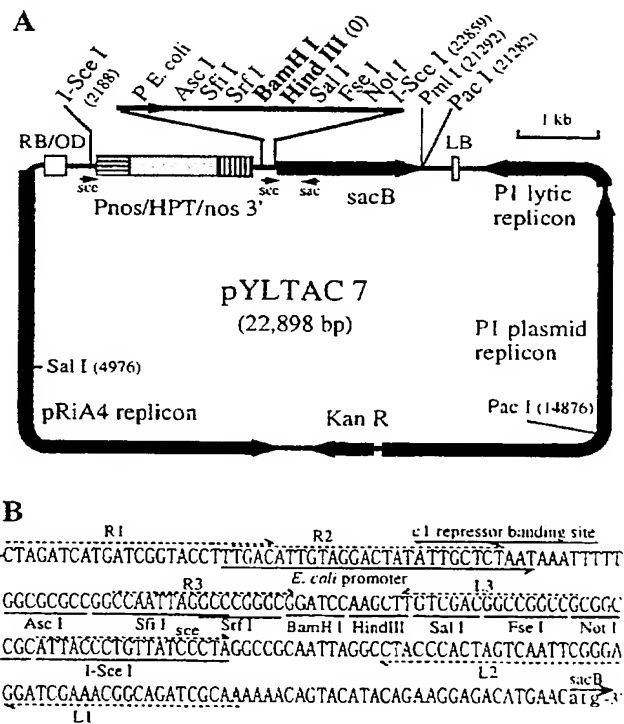 A
I-Sce I (2188)
P E. coli
Asc I
Sfi I
Srf I
BamH I
Hind III (0)
Sal I
Fse I
Not I
I-Sce I (22859)
Pml I (21292)
Pac I (21282)
1 kb
RB/OD
LB
sce
sce
sac
Pnos/HPT/nos 3'
sacB
P1 lytic
replicon
pYLTAC 7
(22,898 bp)
P1 plasmid
replicon
Sal I (4976)
Pac I (14876)
pRiA4 replicon
Kan R
B
R1
R2
c1 repressor banding site
CTAGATCATGATCGGTACCTTTGACATTGTAGGACTATATTGCTCTAATAAATTTTT
R3
E. coli promoter
L3
GGCGCGCCGGCCAATTAGGCCCGGGCGGATCCAAGCTTGTCGACGGCCGGCCGCGGC
Asc I
Sfi I
Srf I
BamH I
HindIII
Sal I
Fse I
Not I
sce
CGCATTACCCTGTTATCCCTAGGCCGCAATTAGGCCTACCCACTAGTCAATTCGGGA
I-Sce I
L2
sacB
GGATCGAAACGGCAGATCGCAAAAAACAGTACATACAGAAGGAGACATGAACatg-3'
L1